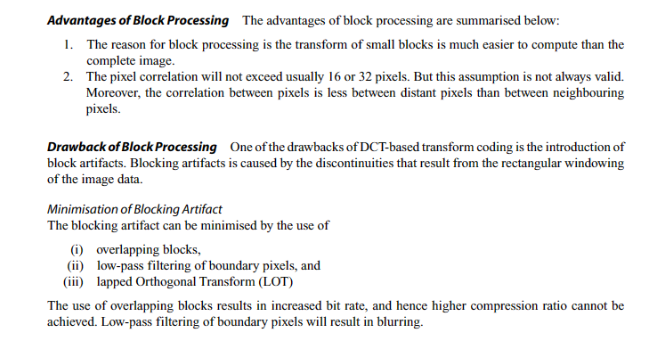 Advantages of Block Processing The advantages of block processing are summarised below:
1. The reason for block processing is the transform of small blocks is much easier to compute than the
complete image.
2. The pixel correlation will not exceed usually 16 or 32 pixels. But this assumption is not always valid.
Moreover, the correlation between pixels is less between distant pixels than between neighbouring
pixels.
Drawback of Block Processing One of the drawbacks of DCT-based transform coding is the introduction of
block artifacts. Blocking artifacts is caused by the discontinuities that result from the rectangular windowing
of the image data.
Minimisation of Blocking Artifact
The blocking artifact can be minimised by the use of
(i) overlapping blocks,
(ii) low-pass filtering of boundary pixels, and
(iii) lapped Orthogonal Transform (LOT)
The use of overlapping blocks results in increased bit rate, and hence higher compression ratio cannot be
achieved. Low-pass filtering of boundary pixels will result in blurring.